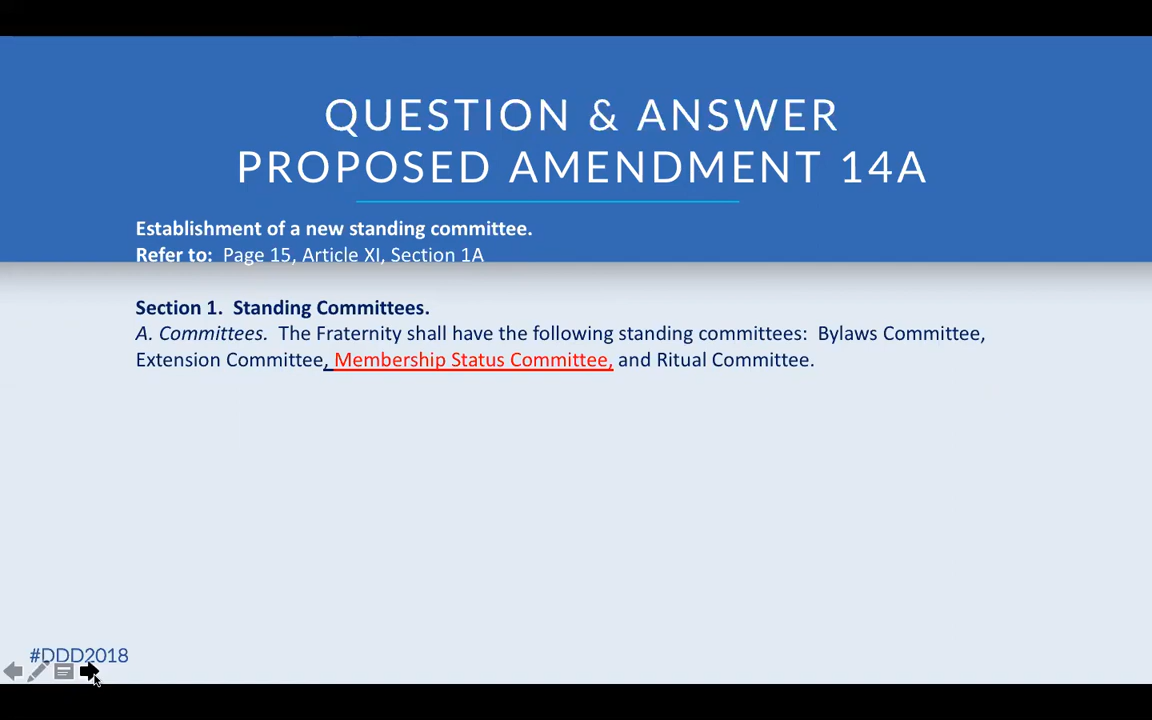 QUESTION & ANSWER
PROPOSED AMENDMENT 14A
Establishment of a new standing committee.
Refer to:  Page 15, Article XI, Section 1A
Section 1.  Standing Committees.
A. Committees.  The Fraternity shall have the following standing committees:  Bylaws Committee,
Extension Committee, Membership Status Committee, and Ritual Committee.
#DDD2018